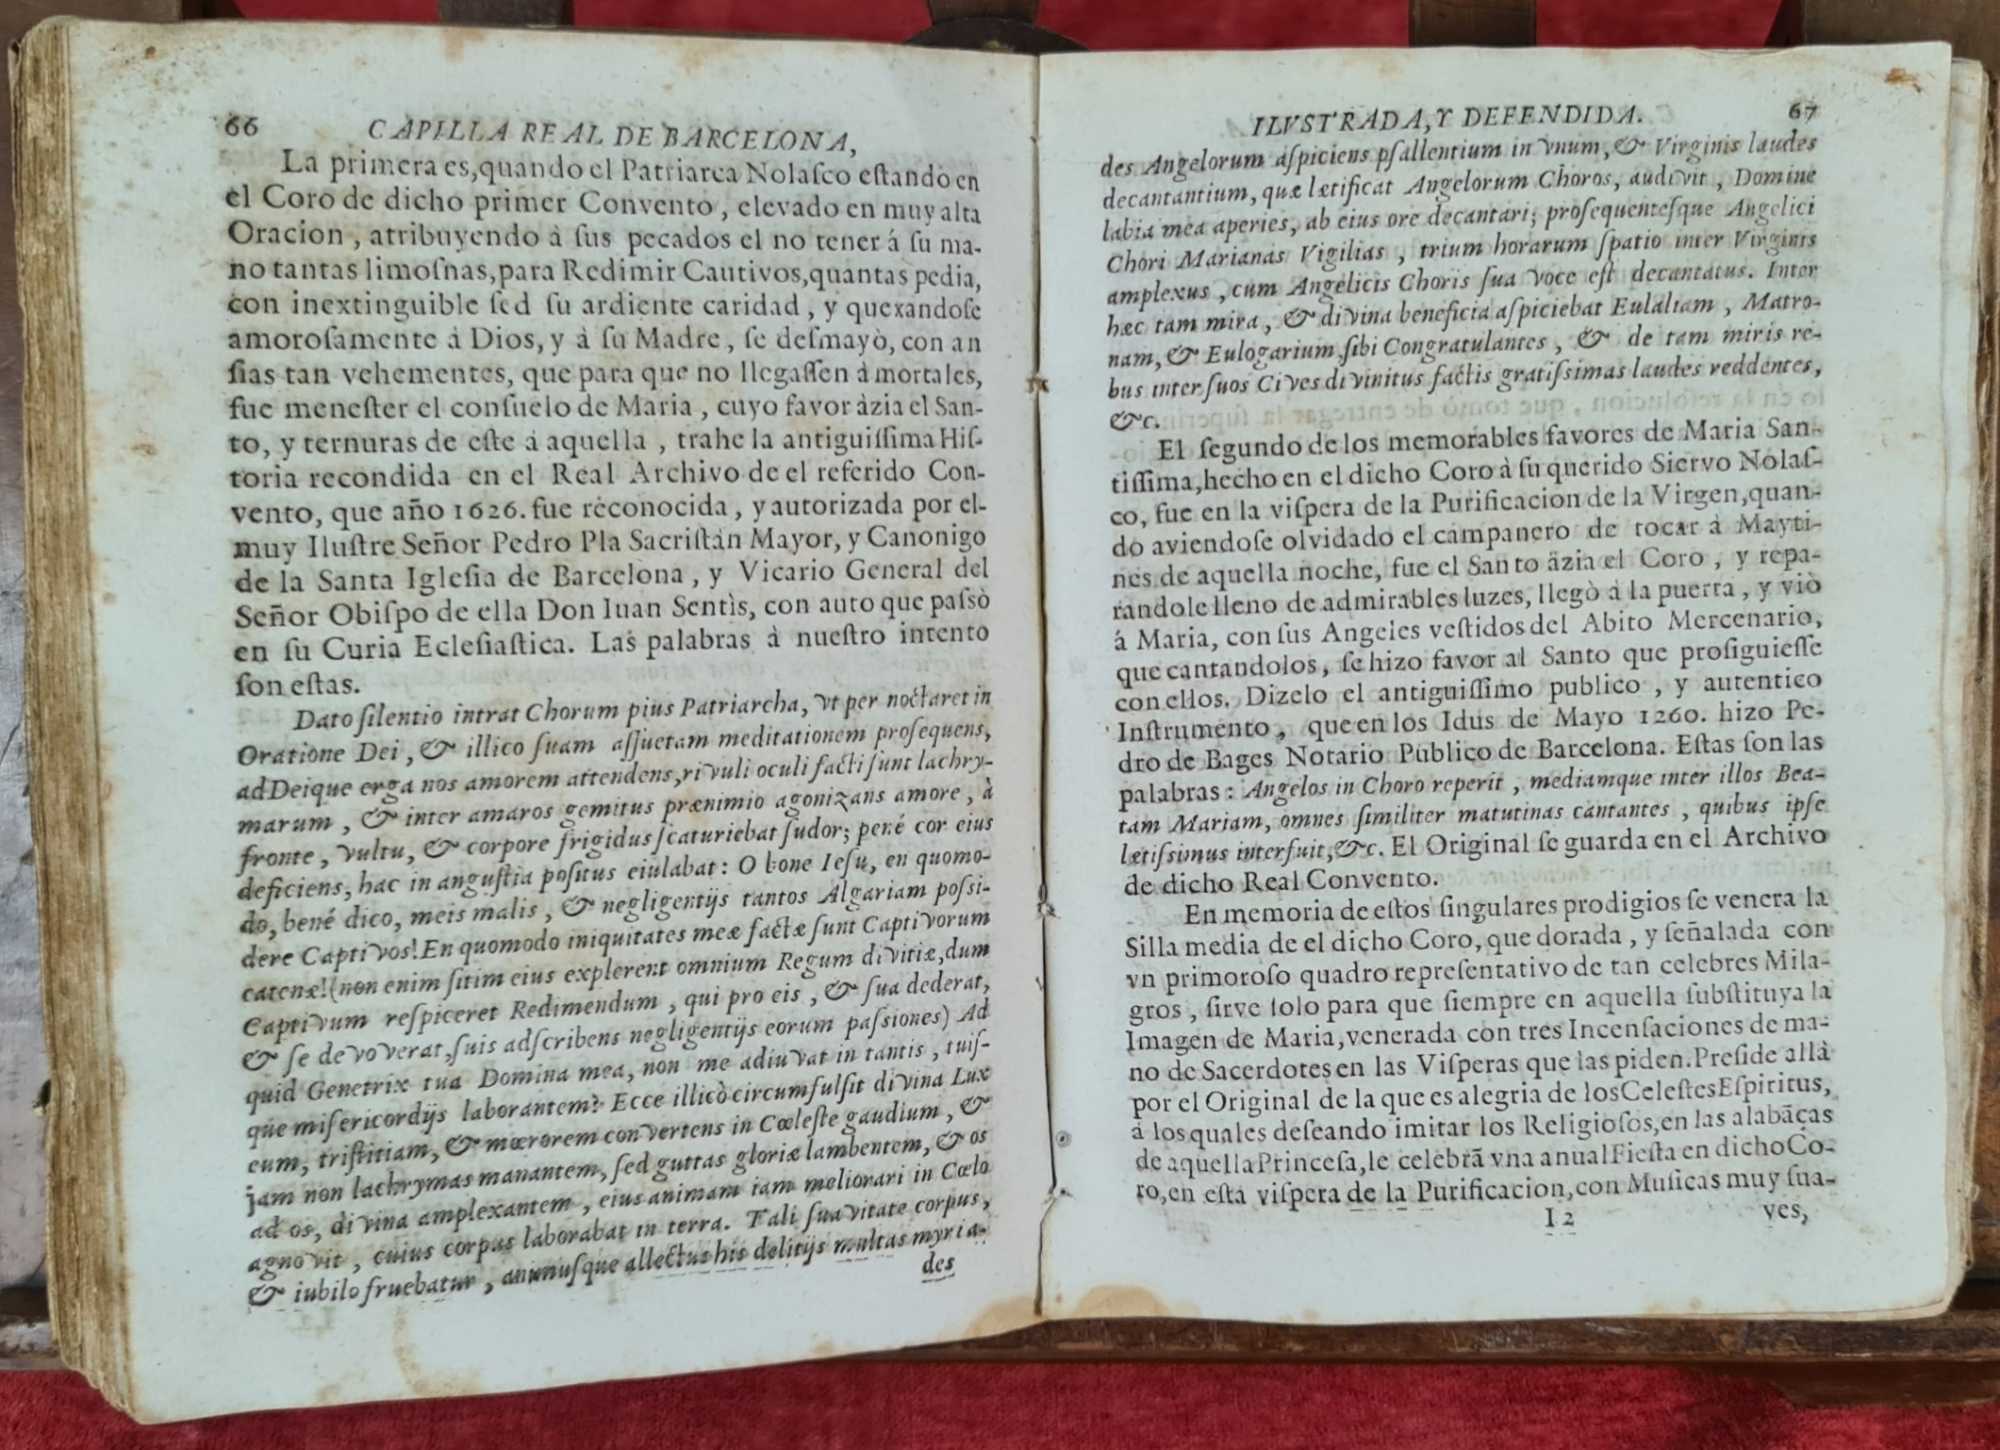 66 CAPILLA REAL DE BARCELONA,
La primera es, quando el Patriarca Nolaſco eſtando en
el Coro de dicho primer Convento, elevado en muy alta
Oracion, atribuyendo à ſus pecados el no tener á ſu ma-
no tantas limoſnas, para Redimir Cautivos, quantas pedia,
con inextinguible ſed ſu ardiente caridad, y quexandoſe
amoroſamente á Dios, y à ſu Madre, ſe deſmayò, con an
ſias tan vehementes, que para que no llegaſſen à mortales,
fue meneſter el conſuelo de Maria, cuyo favor àzia el San-
to, y ternuras de eſte á aquella, trahe la antiguiſſima Hiſ-
toria recondida en el Real Archivo de el referido Con-
vento, que año 1626. fue reconocida, y autorizada por el-
muy Iluſtre Señor Pedro Pla Sacriſtàn Mayor, y Canonigo
de la Santa Igleſia de Barcelona, y Vicario General del
Señor Obiſpo de ella Don Iuan Sentìs, con auto que paſsò
en ſu Curia Ecleſiaſtica. Las palabras à nueſtro intento
ſon eſtas.
Dato ſilentio intrat Chorum pius Patriarcha, vt per noctaret in
Oratione Dei, & illico ſuam aſſuetam meditationem proſequens,
ad Deique erga nos amorem attendens, rivuli oculi facti ſunt lachry-
marum, & inter amaros gemitus prænimio agonizans amore, à
fronte, vultu, & corpore frigidus ſcaturiebat ſudor; pené cor eius
deficiens, hac in anguſtia poſitus eiulabat: O bone Ieſu, en quomo-
do, bené dico, meis malis, & negligentijs tantos Algariam poſsi-
dere Captivos! En quomodo iniquitates meæ factæ ſunt Captivorum
catenæ! (non enim ſitim eius explerent omnium Regum divitiæ, dum
Captivum reſpiceret Redimendum, qui pro eis, & ſua dederat,
& ſe devoverat, ſuis adſcribens negligentijs eorum paſsiones) Ad
quid Genetrix tua Domina mea, non me adiuvat in tantis, tuiſ-
que miſericordijs laborantem? Ecce illicò circumfulſit divina Lux
eum, triſtitiam, & mœrorem convertens in Cœleſte gaudium, &
jam non lachrymas manantem, ſed guttas gloriæ lambentem, & os
ad os, divina amplexantem, eius animam tam meliorari in Cœlo
agnovit, cuius corpus laborabat in terra. Tali ſuavitate corpus,
& iubilo fruebatur, animuſque allectus his delitijs multas myria-
des
ILVSTRADA, Y DEFENDIDA. 67
des Angelorum aſpiciens pſallentium in vnum, & Virginis laudes
decantantium, quæ lætificat Angelorum Choros, audivit, Domine
labia mea aperies, ab eius ore decantari; proſequenteſque Angelici
Chori Marianas Vigilias, trium horarum ſpatio inter Virginis
amplexus, cum Angelicis Choris ſua voce eſt decantatus. Inter
hæc tam mira, & divina beneficia aſpiciebat Eulaliam, Matro-
nam, & Eulogarium ſibi Congratulantes, & de tam miris re-
bus inter ſuos Cives divinitus factis gratiſsimas laudes reddentes,
&c.
El ſegundo de los memorables favores de Maria San-
tiſſima, hecho en el dicho Coro à ſu querido Siervo Nolaſ-
co, fue en la viſpera de la Purificacion de la Virgen, quan-
do aviendoſe olvidado el campanero de tocar à Mayti-
nes de aquella noche, fue el Santo äzia el Coro, y repa-
randole lleno de admirables luzes, llegò á la puerta, y viò
á Maria, con ſus Angeles veſtidos del Abito Mercenario,
que cantandolos, ſe hizo favor al Santo que proſiguieſſe
con ellos. Dizelo el antiguiſſimo publico, y autentico
Inſtrumento, que en los Idus de Mayo 1260. hizo Pe-
dro de Bages Notario Publico de Barcelona. Eſtas ſon las
palabras: Angelos in Choro reperit, mediamque inter illos Bea-
tam Mariam, omnes ſimiliter matutinas cantantes, quibus ipſe
lætiſsimus interfuit, &c. El Original ſe guarda en el Archivo
de dicho Real Convento.
En memoria de eſtos ſingulares prodigios ſe venera la
Silla media de el dicho Coro, que dorada, y ſeñalada con
vn primoroſo quadro repreſentativo de tan celebres Mila-
gros, ſirve ſolo para que ſiempre en aquella ſubſtituya la
Imagen de Maria, venerada con tres Incenſaciones de ma-
no de Sacerdotes en las Viſperas que las piden. Preſide allà
por el Original de la que es alegria de los Celeſtes Eſpiritus,
à los quales deſeando imitar los Religioſos, en las alabãças
de aquella Princeſa, le celebrã vna anual Fieſta en dicho Co-
ro, en eſta viſpera de la Purificacion, con Muſicas muy ſua-
I 2 ves,